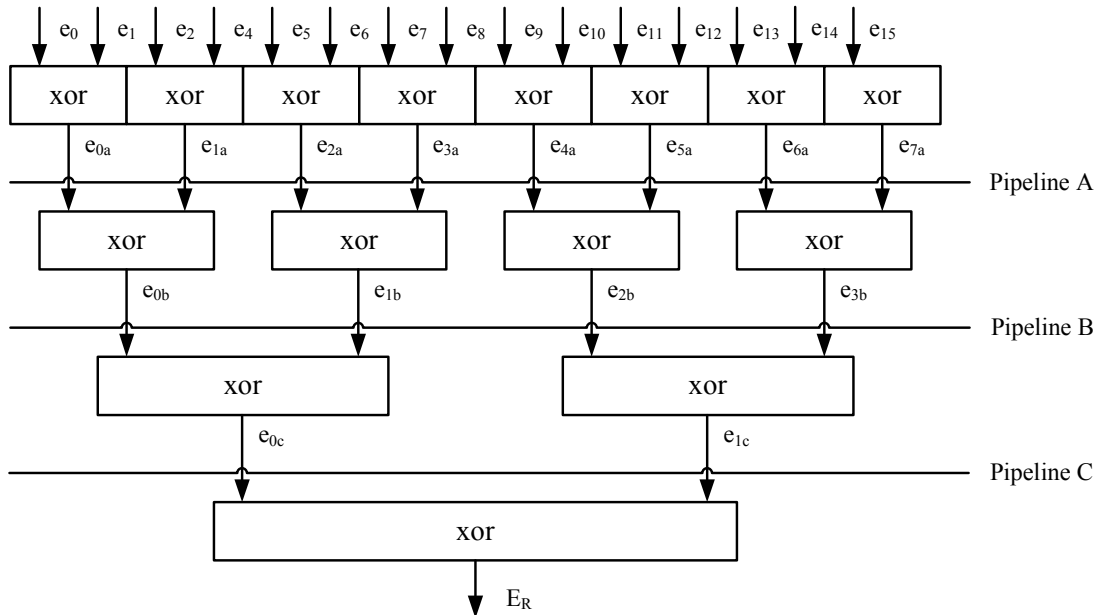 e0 e1 e2 e4 e5 e6 e7 e8 e9 e10 e11 e12 e13 e14 e15
xor xor xor xor xor xor xor xor
e0a e1a e2a e3a e4a e5a e6a e7a
Pipeline A
xor xor xor xor
e0b e1b e2b e3b
Pipeline B
xor xor
e0c e1c
Pipeline C
xor
ER